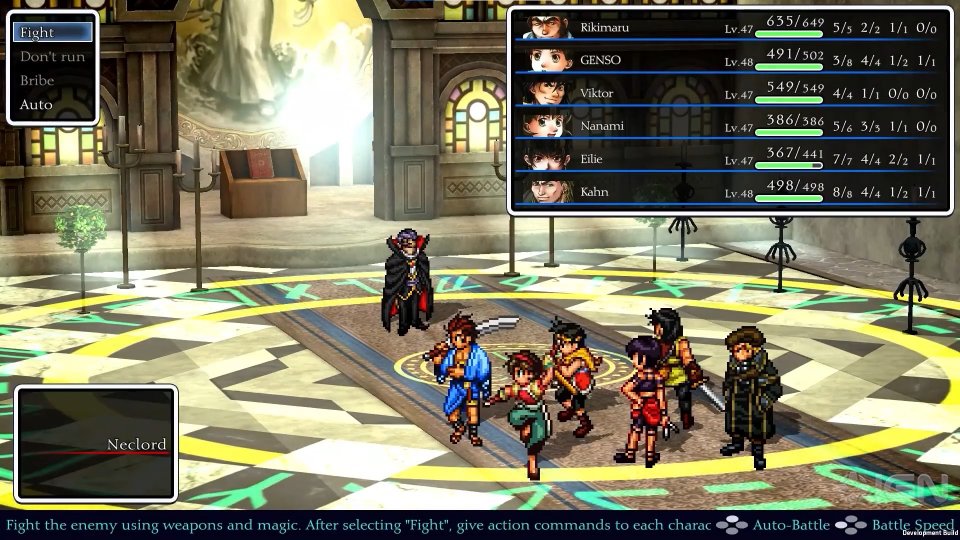 Fight
Don't run
Bribe
Auto
Rikimaru Lv.47 635/649 5/5 2/2 1/1 0/0
GENSO Lv.48 491/502 3/8 4/4 1/2 1/1
Viktor Lv.47 549/549 4/4 1/1 0/0 0/0
Nanami Lv.47 386/386 5/6 3/3 1/1 0/0
Eilie Lv.47 367/441 7/7 4/4 2/2 1/1
Kahn Lv.48 498/498 8/8 4/4 1/2 1/1
Neclord
IGN
Fight the enemy using weapons and magic. After selecting "Fight", give action commands to each charac Auto-Battle Battle Speed
Development Build